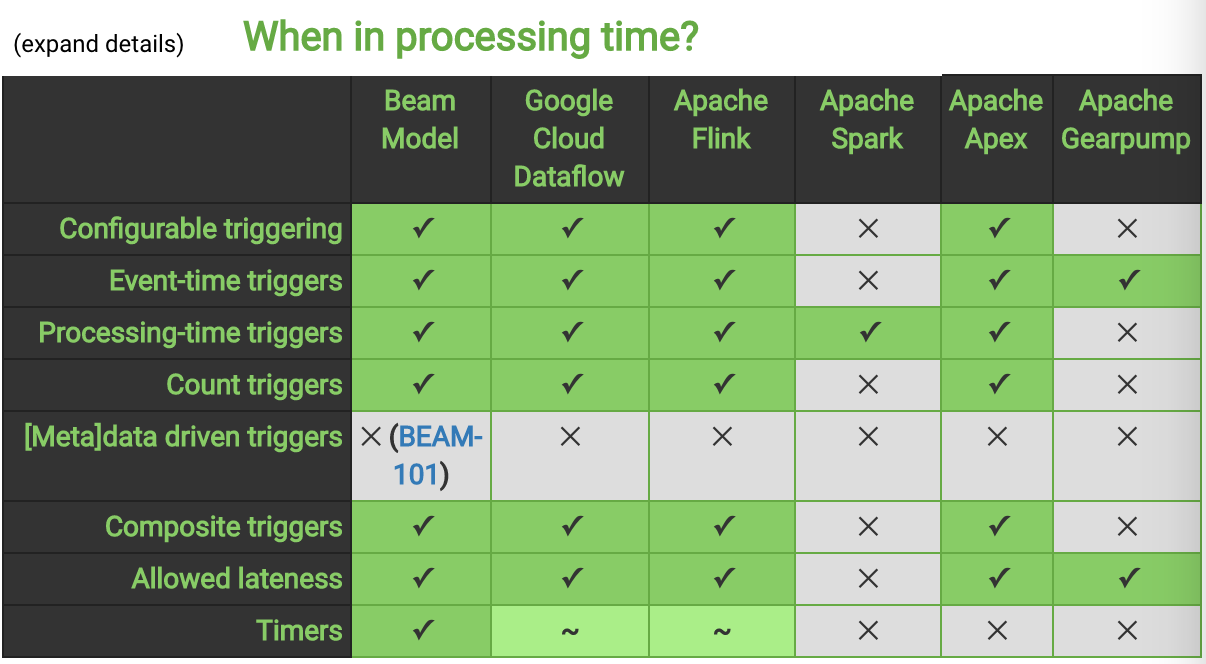 (expand details) When in processing time?
Beam Model Google Cloud Dataflow Apache Flink Apache Spark Apache Apex Apache Gearpump
Configurable triggering ✓ ✓ ✓ ✕ ✓ ✕
Event-time triggers ✓ ✓ ✓ ✕ ✓ ✓
Processing-time triggers ✓ ✓ ✓ ✓ ✓ ✕
Count triggers ✓ ✓ ✓ ✕ ✓ ✕
[Meta]data driven triggers ✕ (BEAM-101) ✕ ✕ ✕ ✕ ✕
Composite triggers ✓ ✓ ✓ ✕ ✓ ✕
Allowed lateness ✓ ✓ ✓ ✕ ✓ ✓
Timers ✓ ~ ~ ✕ ✕ ✕